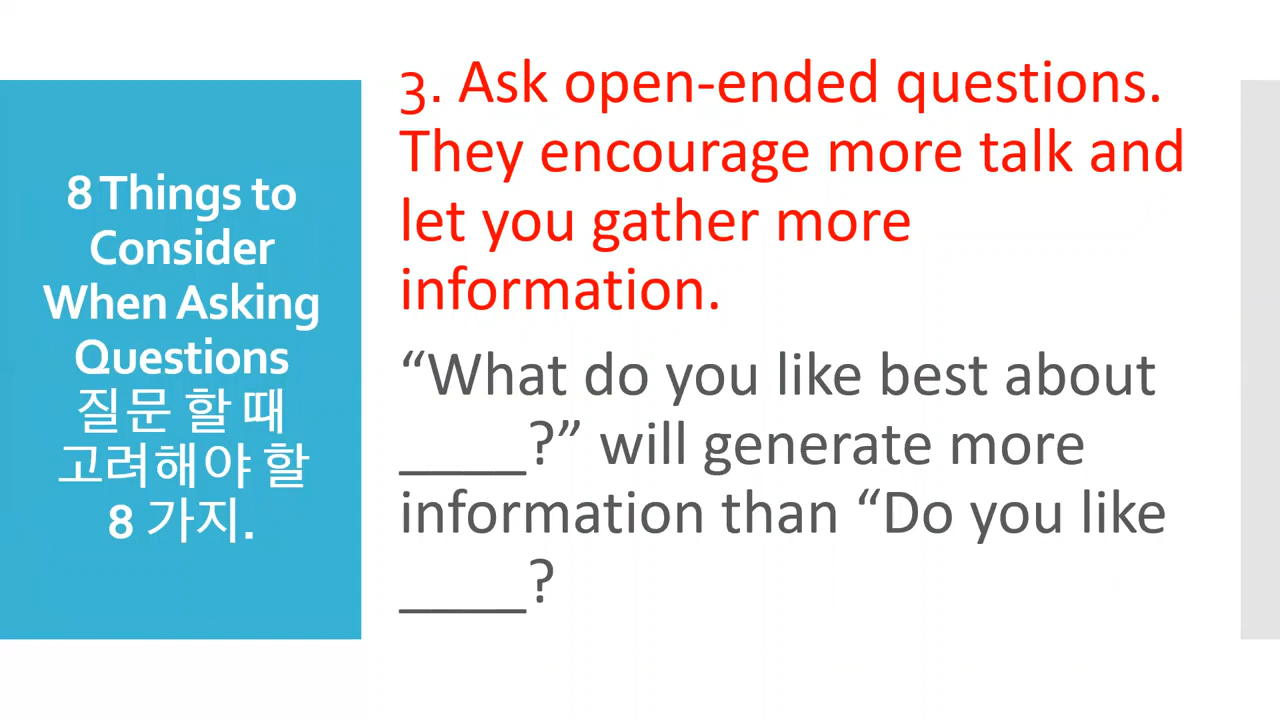 8 Things to
Consider
When Asking
Questions
질문 할 때
고려해야 할
8 가지.
3. Ask open-ended questions.
They encourage more talk and
let you gather more
information.
“What do you like best about
____?” will generate more
information than “Do you like
____?